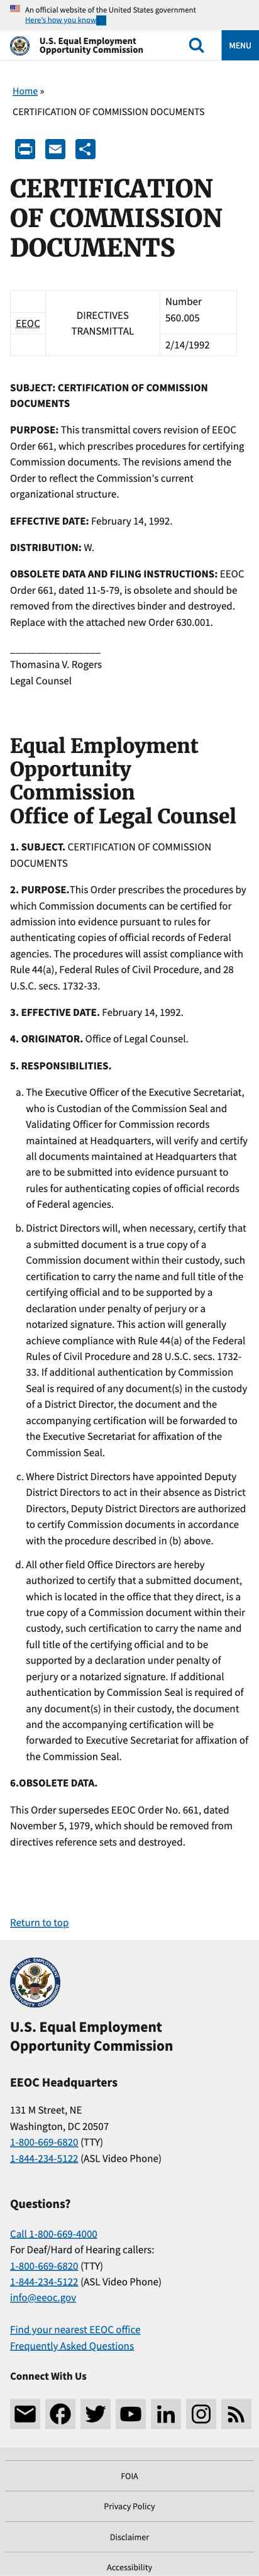 An official website of the United States government
Here's how you know
U.S. Equal Employment
Opportunity Commission
MENU
Home »
CERTIFICATION OF COMMISSION DOCUMENTS
CERTIFICATION
OF COMMISSION
DOCUMENTS
EEOC
DIRECTIVES
TRANSMITTAL
Number
560.005
2/14/1992
SUBJECT: CERTIFICATION OF COMMISSION
DOCUMENTS
PURPOSE: This transmittal covers revision of EEOC
Order 661, which prescribes procedures for certifying
Commission documents. The revisions amend the
Order to reflect the Commission's current
organizational structure.
EFFECTIVE DATE: February 14, 1992.
DISTRIBUTION: W.
OBSOLETE DATA AND FILING INSTRUCTIONS: EEOC
Order 661, dated 11-5-79, is obsolete and should be
removed from the directives binder and destroyed.
Replace with the attached new Order 630.001.
__________________
Thomasina V. Rogers
Legal Counsel
Equal Employment
Opportunity
Commission
Office of Legal Counsel
1. SUBJECT. CERTIFICATION OF COMMISSION
DOCUMENTS
2. PURPOSE.This Order prescribes the procedures by
which Commission documents can be certified for
admission into evidence pursuant to rules for
authenticating copies of official records of Federal
agencies. The procedures will assist compliance with
Rule 44(a), Federal Rules of Civil Procedure, and 28
U.S.C. secs. 1732-33.
3. EFFECTIVE DATE. February 14, 1992.
4. ORIGINATOR. Office of Legal Counsel.
5. RESPONSIBILITIES.
a. The Executive Officer of the Executive Secretariat,
who is Custodian of the Commission Seal and
Validating Officer for Commission records
maintained at Headquarters, will verify and certify
all documents maintained at Headquarters that
are to be submitted into evidence pursuant to
rules for authenticating copies of official records
of Federal agencies.
b. District Directors will, when necessary, certify that
a submitted document is a true copy of a
Commission document within their custody, such
certification to carry the name and full title of the
certifying official and to be supported by a
declaration under penalty of perjury or a
notarized signature. This action will generally
achieve compliance with Rule 44(a) of the Federal
Rules of Civil Procedure and 28 U.S.C. secs. 1732-
33. If additional authentication by Commission
Seal is required of any document(s) in the custody
of a District Director, the document and the
accompanying certification will be forwarded to
the Executive Secretariat for affixation of the
Commission Seal.
c. Where District Directors have appointed Deputy
District Directors to act in their absence as District
Directors, Deputy District Directors are authorized
to certify Commission documents in accordance
with the procedure described in (b) above.
d. All other field Office Directors are hereby
authorized to certify that a submitted document,
which is located in the office that they direct, is a
true copy of a Commission document within their
custody, such certification to carry the name and
full title of the certifying official and to be
supported by a declaration under penalty of
perjury or a notarized signature. If additional
authentication by Commission Seal is required of
any document(s) in their custody, the document
and the accompanying certification will be
forwarded to Executive Secretariat for affixation of
the Commission Seal.
6.OBSOLETE DATA.
This Order supersedes EEOC Order No. 661, dated
November 5, 1979, which should be removed from
directives reference sets and destroyed.
Return to top
U.S. Equal Employment
Opportunity Commission
EEOC Headquarters
131 M Street, NE
Washington, DC 20507
1-800-669-6820 (TTY)
1-844-234-5122 (ASL Video Phone)
Questions?
Call 1-800-669-4000
For Deaf/Hard of Hearing callers:
1-800-669-6820 (TTY)
1-844-234-5122 (ASL Video Phone)
info@eeoc.gov
Find your nearest EEOC office
Frequently Asked Questions
Connect With Us
FOIA
Privacy Policy
Disclaimer
Accessibility